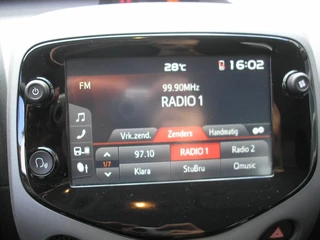 28°C 16:02
FM
99.90MHz
RADIO 1
Vrk.zend. Zenders Handmatig
97.10 RADIO 1 Radio 2
1/7
Klara StuBru Qmusic